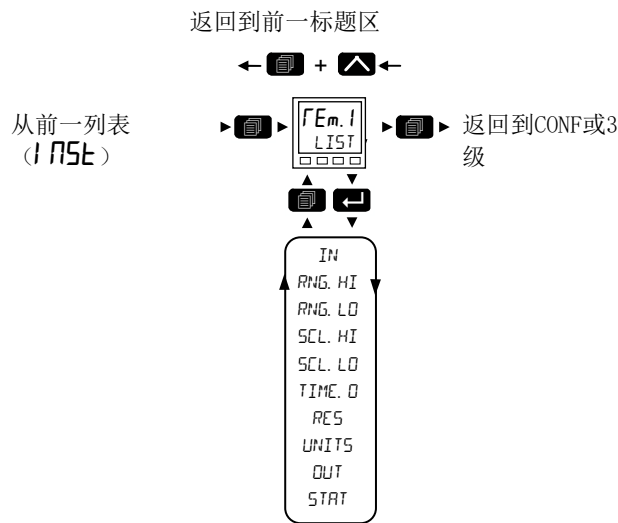 返回到前一标题区
+
从前一列表
（INSt）
rEm.1
LIST
返回到CONF或3
级
IN
RNG.HI
RNG.LO
SCL.HI
SCL.LO
TIME.O
RES
UNITS
OUT
STAT